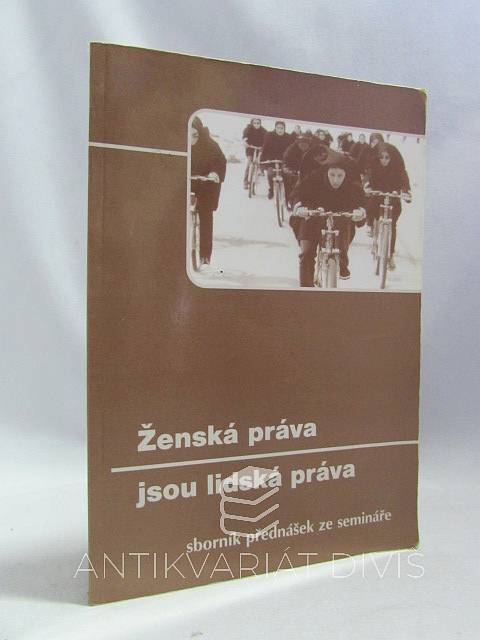 Ženská práva
jsou lidská práva
sborník přednášek ze semináře
ANTIKVARIÁT DIVIŠ